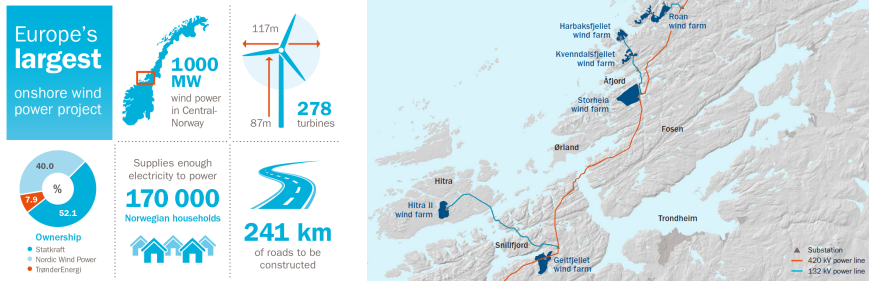 Europe's
largest
onshore wind
power project
1000
MW
wind power
in Central-
Norway
117m
87m
278
turbines
40.0
%
7.9
52.1
Ownership
Statkraft
Nordic Wind Power
TrønderEnergi
Supplies enough
electricity to power
170 000
Norwegian households
241 km
of roads to be
constructed
Roan
wind farm
Harbaksfjellet
wind farm
Kvenndalsfjellet
wind farm
Åfjord
Storheia
wind farm
Fosen
Ørland
Hitra
Hitra II
wind farm
Trondheim
Snillfjord
Geitfjellet
wind farm
Substation
420 kV power line
132 kV power line